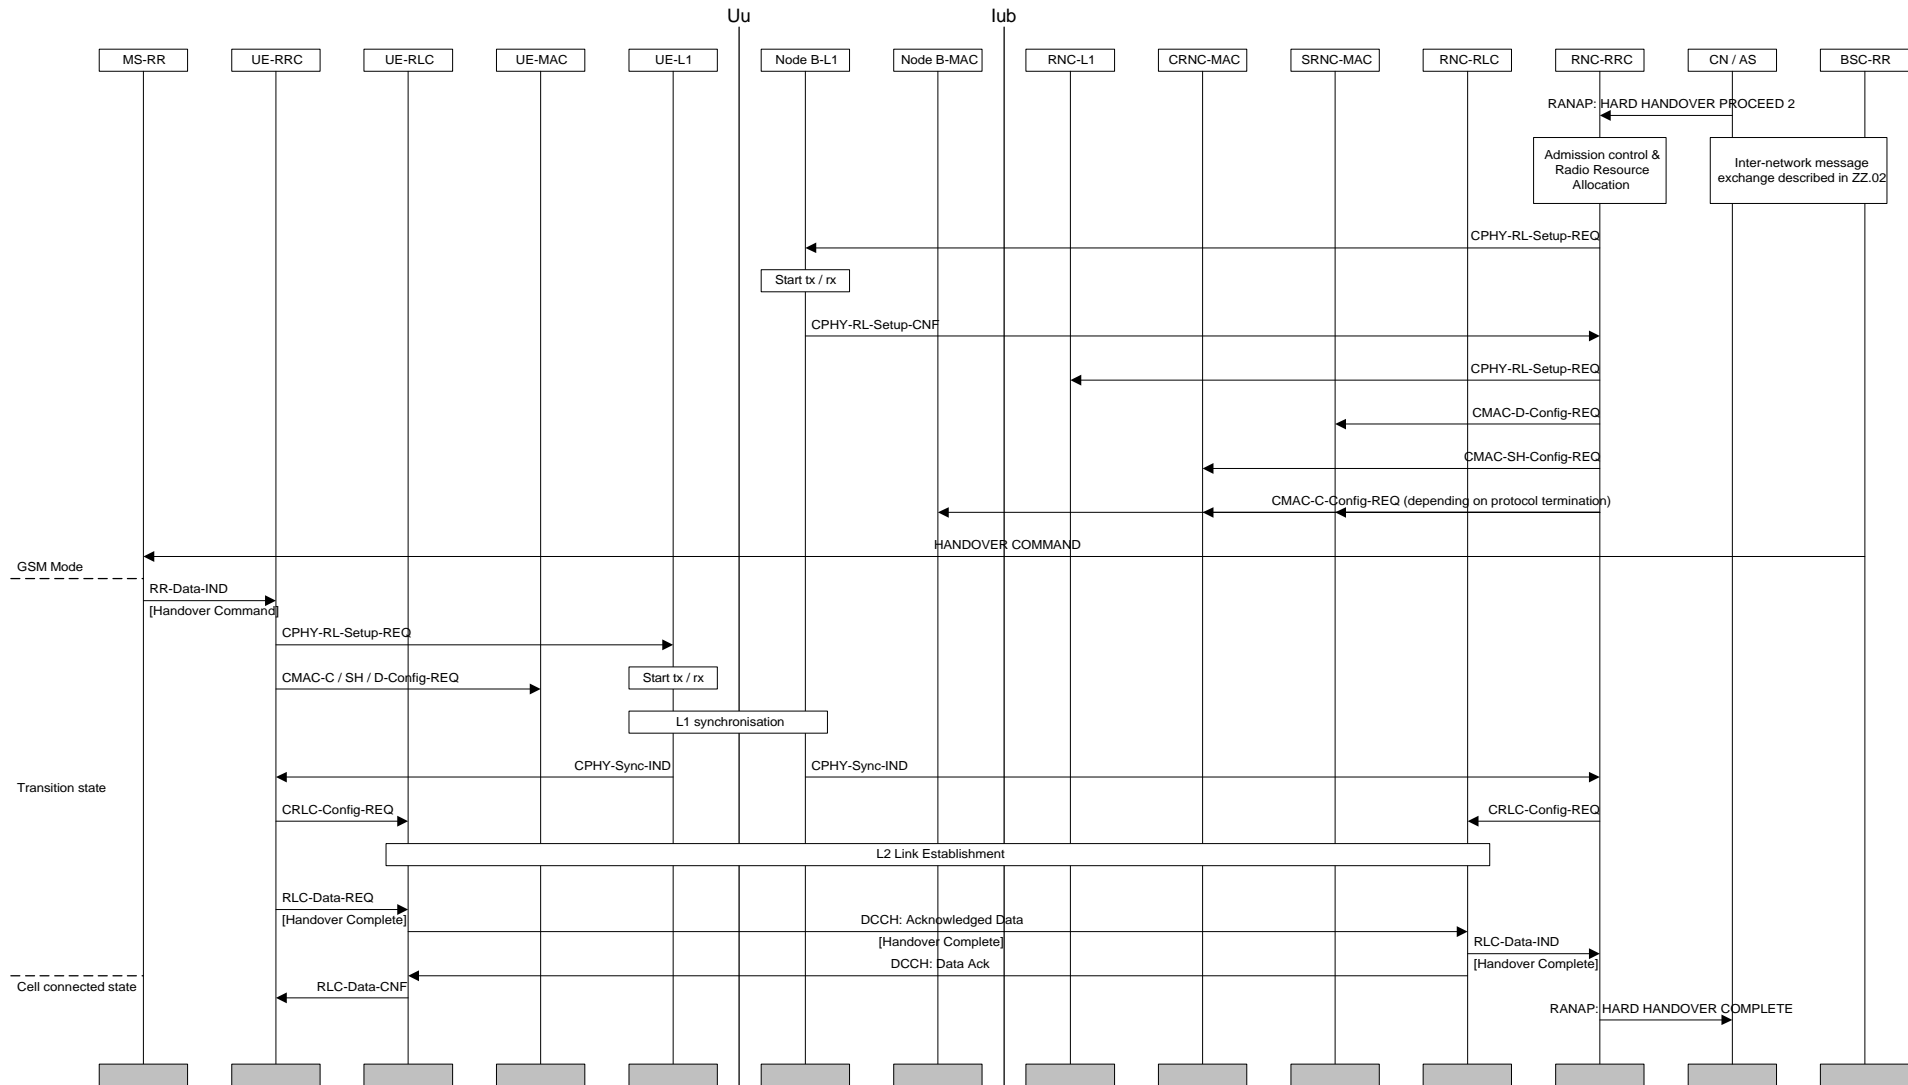 Uu
Iub
MS-RR
UE-RRC
UE-RLC
UE-MAC
UE-L1
Node B-L1
Node B-MAC
RNC-L1
CRNC-MAC
SRNC-MAC
RNC-RLC
RNC-RRC
CN / AS
BSC-RR
RANAP: HARD HANDOVER PROCEED 2
Admission control &
Radio Resource
Allocation
Inter-network message
exchange described in ZZ.02
CPHY-RL-Setup-REQ
Start tx / rx
CPHY-RL-Setup-CNF
CPHY-RL-Setup-REQ
CMAC-D-Config-REQ
CMAC-SH-Config-REQ
CMAC-C-Config-REQ (depending on protocol termination)
HANDOVER COMMAND
GSM Mode
RR-Data-IND
[Handover Command]
CPHY-RL-Setup-REQ
CMAC-C / SH / D-Config-REQ
Start tx / rx
L1 synchronisation
CPHY-Sync-IND
CPHY-Sync-IND
Transition state
CRLC-Config-REQ
CRLC-Config-REQ
L2 Link Establishment
RLC-Data-REQ
[Handover Complete]
DCCH: Acknowledged Data
[Handover Complete]
RLC-Data-IND
[Handover Complete]
DCCH: Data Ack
Cell connected state
RLC-Data-CNF
RANAP: HARD HANDOVER COMPLETE